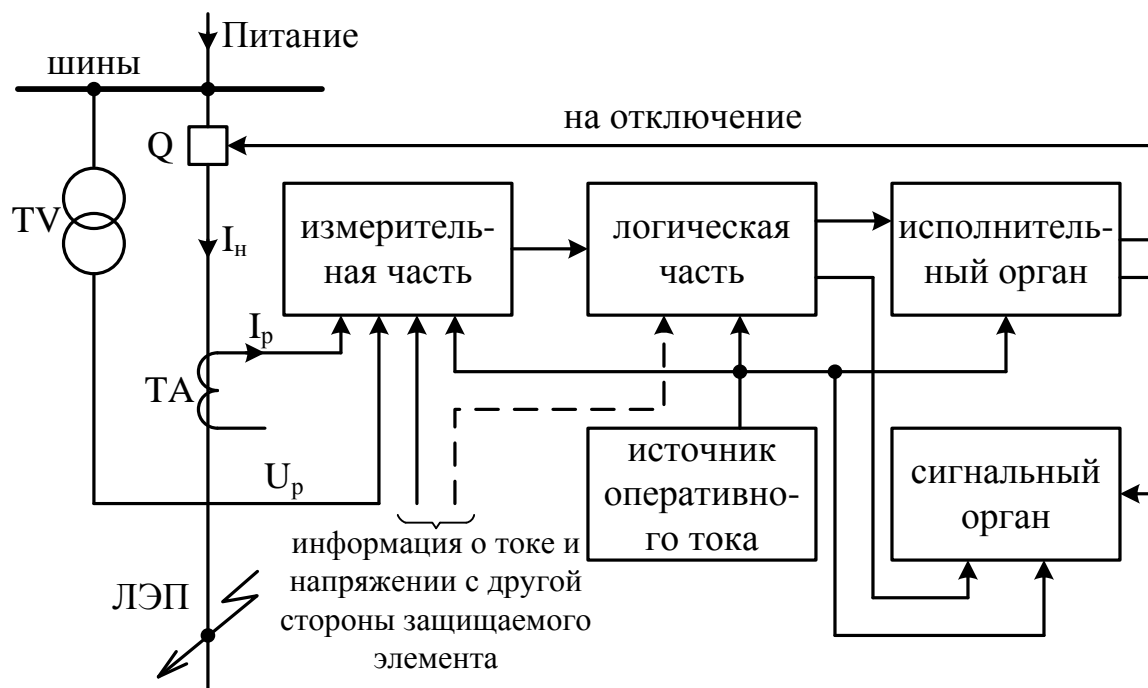 Питание
шины
на отключение
Q
TV
Iн
измеритель-
ная часть
логическая
часть
исполнитель-
ный орган
Iр
TA
Uр
источник
оперативно-
го тока
сигнальный
орган
информация о токе и
напряжении с другой
стороны защищаемого
элемента
ЛЭП